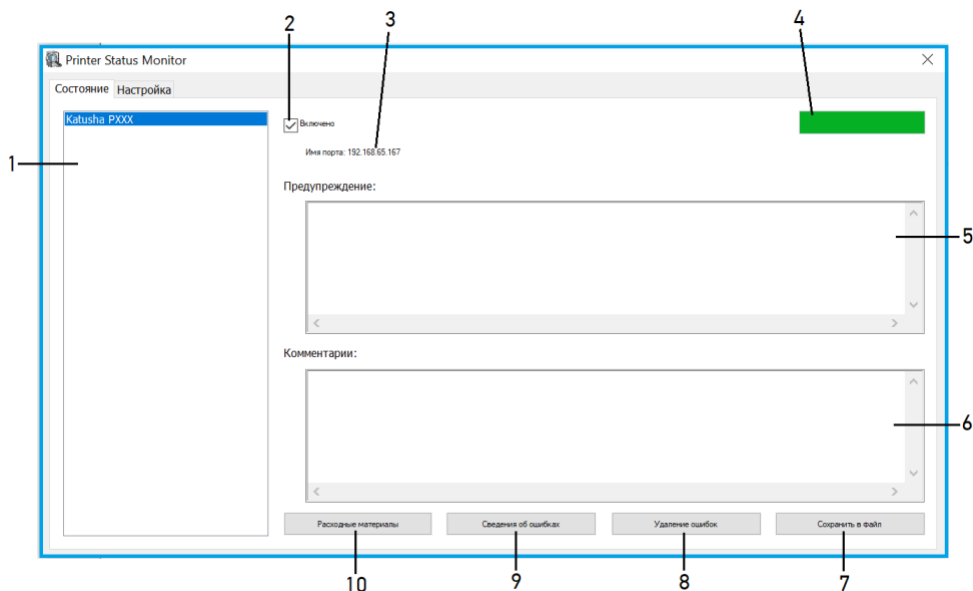 2 3 4
Printer Status Monitor
Состояние Настройка
Katusha PXXX
Включено
1
Имя порта: 192.168.65.167
Предупреждение:
5
Комментарии:
6
Расходные материалы Сведения об ошибках Удаление ошибок Сохранить в файл
10 9 8 7